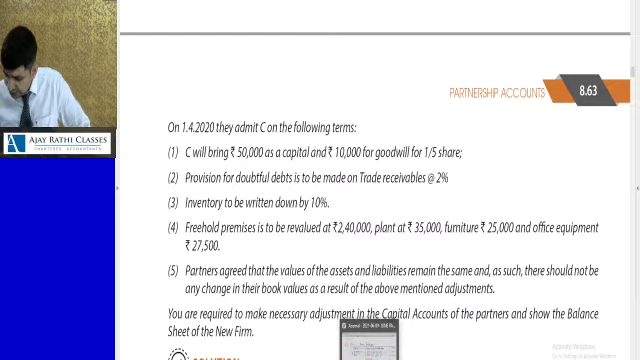 PARTNERSHIP ACCOUNTS 8.63
On 1.4.2020 they admit C on the following terms:
(1) C will bring ₹ 50,000 as a capital and ₹ 10,000 for goodwill for 1/5 share;
(2) Provision for doubtful debts is to be made on Trade receivables @ 2%
(3) Inventory to be written down by 10%.
(4) Freehold premises is to be revalued at ₹ 2,40,000, plant at ₹ 35,000, furniture ₹ 25,000 and office equipment
₹ 27,500.
(5) Partners agreed that the values of the assets and liabilities remain the same and, as such, there should not be
any change in their book values as a result of the above mentioned adjustments.
You are required to make necessary adjustment in the Capital Accounts of the partners and show the Balance
Sheet of the New Firm.
SOLUTION
A AJAY RATHI CLASSES
CHARTERED ACCOUNTANTS
Activate Windows